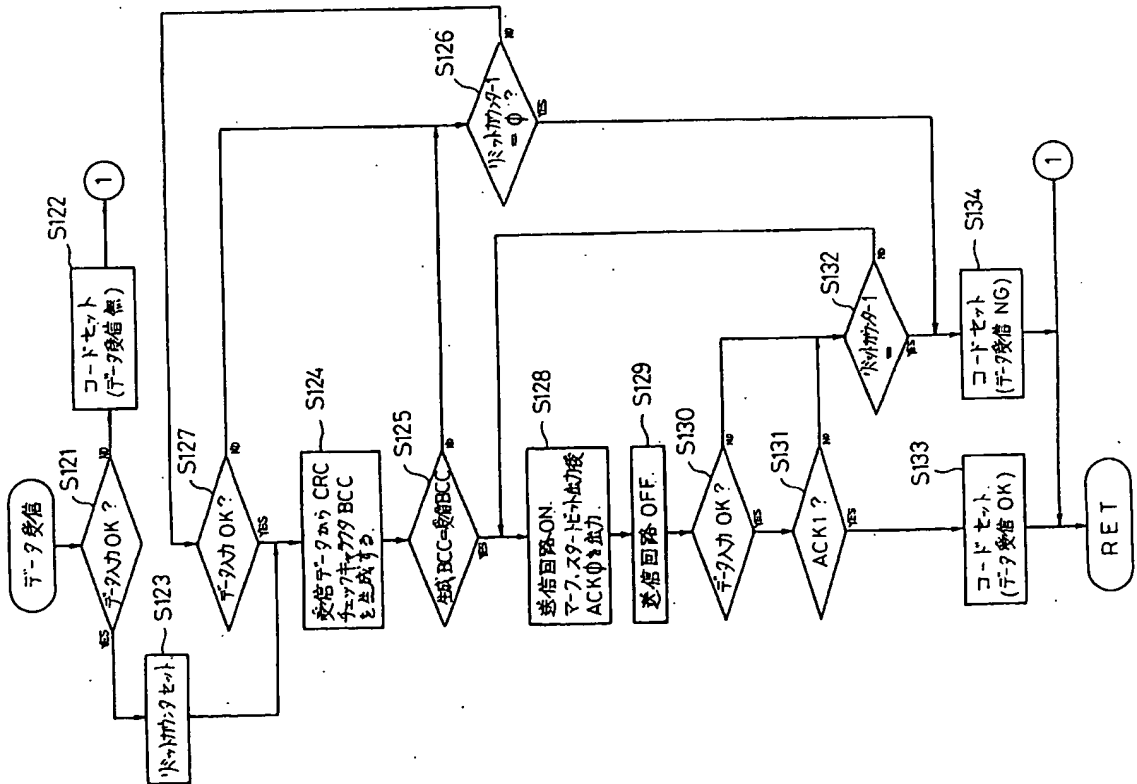 データ受信
S121
データ入力OK?
NO
YES
S122
コードセット
(データ受信無)
1
S123
リミットカウンタセット
S127
データ入力OK?
NO
YES
S124
受信データからCRC
チェックキャラクタBCC
を生成する.
S125
生成BCC=受信BCC
NO
YES
S126
リミットカウンター1
=φ?
NO
YES
S128
送信回路ON.
マーク,スタートビット出力後
ACKφを出力.
S129
送信回路OFF.
S130
データ入力OK?
NO
YES
S131
ACK1?
NO
YES
S132
リミットカウンター1
=
NO
YES
S133
コードセット.
(データ受信OK)
S134
コードセット
(データ受信NG)
1
RET